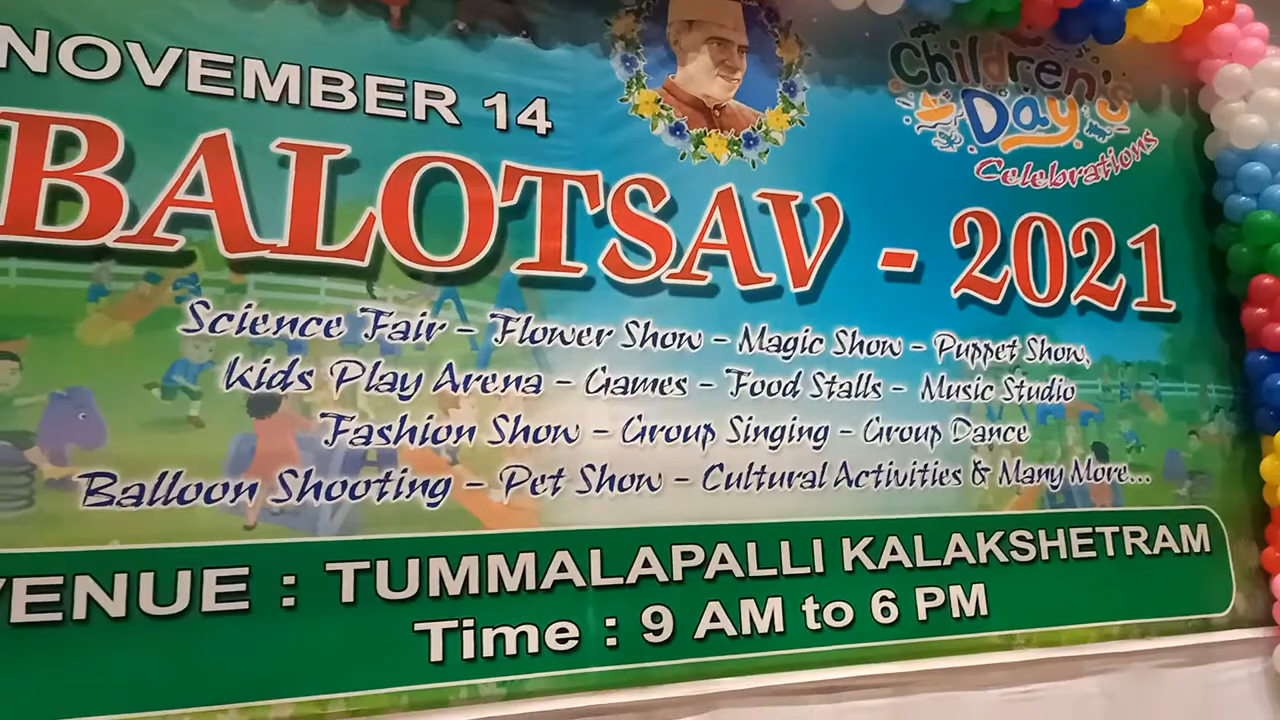 NOVEMBER 14
Children's
Day's
Celebrations
BALOTSAV - 2021
Science Fair - Flower Show - Magic Show - Puppet Show,
Kids Play Arena - Games - Food Stalls - Music Studio
Fashion Show - Group Singing - Group Dance
Balloon Shooting - Pet Show - Cultural Activities & Many More...
VENUE : TUMMALAPALLI KALAKSHETRAM
Time : 9 AM to 6 PM